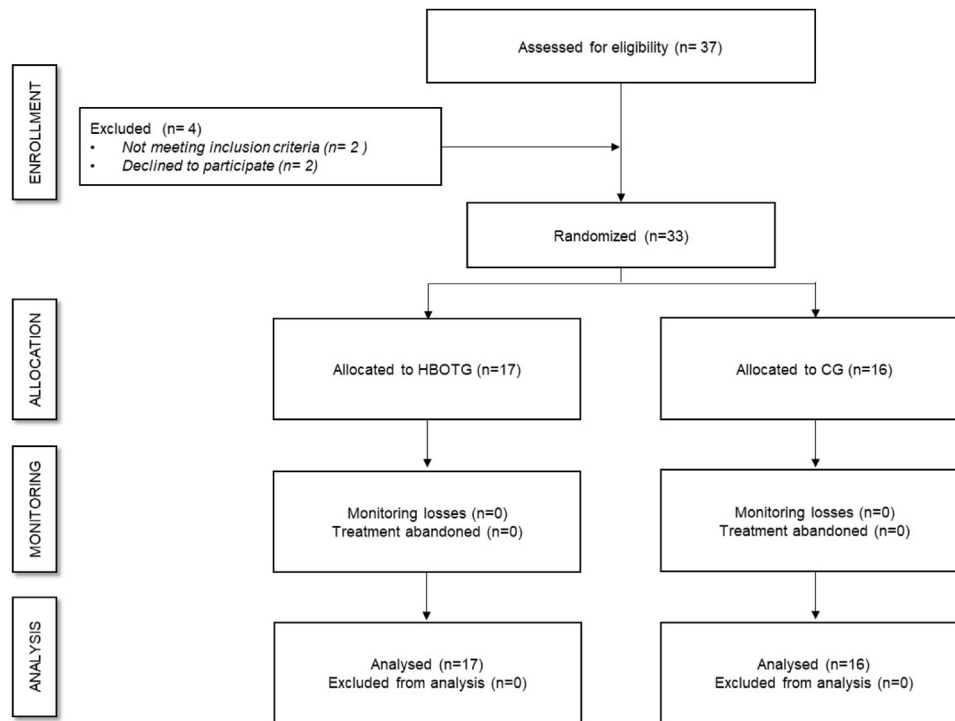 Assessed for eligibility (n= 37)
ENROLLMENT
Excluded (n= 4)
• Not meeting inclusion criteria (n= 2 )
• Declined to participate (n= 2)
Randomized (n=33)
ALLOCATION
Allocated to HBOTG (n=17)
Allocated to CG (n=16)
MONITORING
Monitoring losses (n=0)
Treatment abandoned (n=0)
Monitoring losses (n=0)
Treatment abandoned (n=0)
ANALYSIS
Analysed (n=17)
Excluded from analysis (n=0)
Analysed (n=16)
Excluded from analysis (n=0)